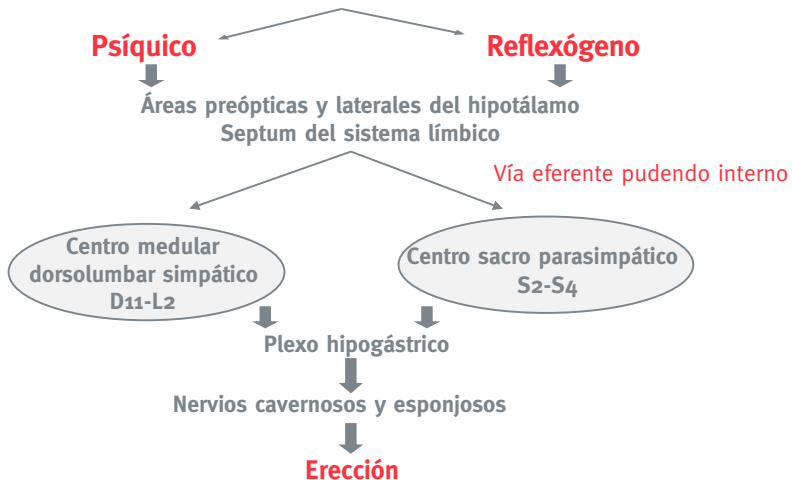 Psíquico
Reflexógeno
Áreas preópticas y laterales del hipotálamo
Septum del sistema límbico
Vía eferente pudendo interno
Centro medular
dorsolumbar simpático
D11-L2
Centro sacro parasimpático
S2-S4
Plexo hipogástrico
Nervios cavernosos y esponjosos
Erección